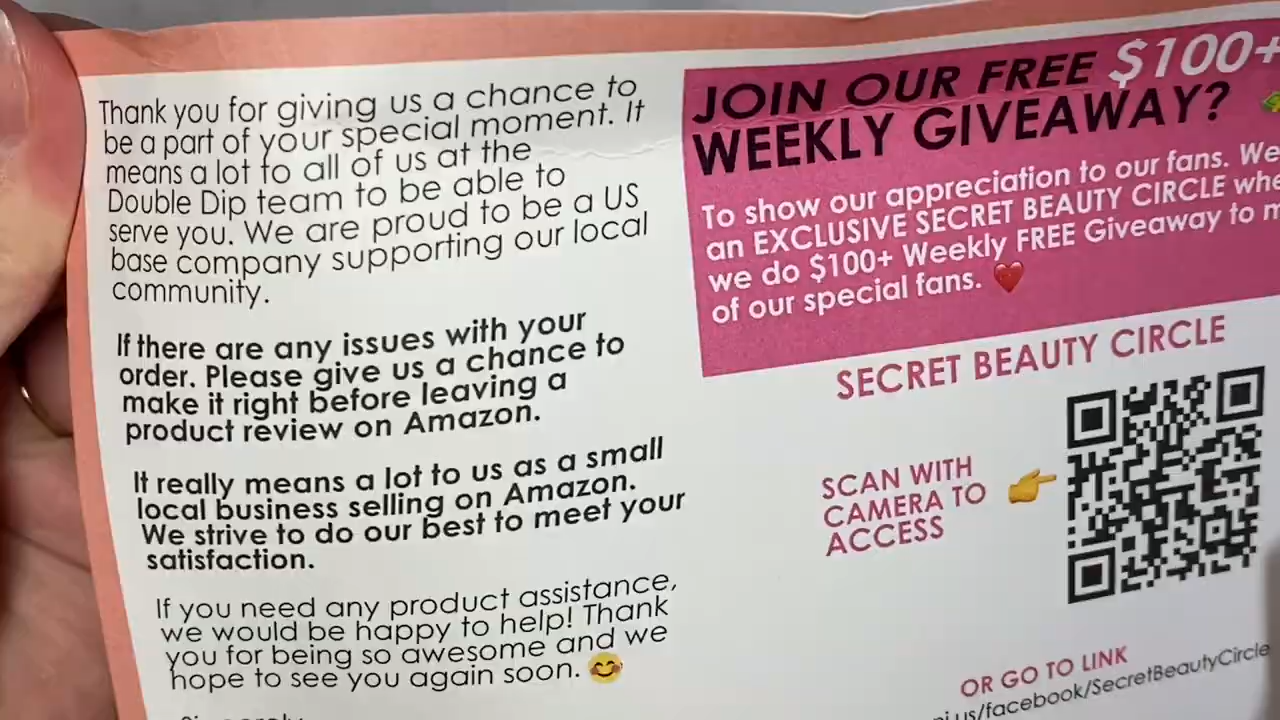 Thank you for giving us a chance to
be a part of your special moment. It
means a lot to all of us at the
Double Dip team to be able to
serve you. We are proud to be a US
base company supporting our local
community.
If there are any issues with your
order. Please give us a chance to
make it right before leaving a
product review on Amazon.
It really means a lot to us as a small
local business selling on Amazon.
We strive to do our best to meet your
satisfaction.
If you need any product assistance,
we would be happy to help! Thank
you for being so awesome and we
hope to see you again soon. 😊
JOIN OUR FREE $100+
WEEKLY GIVEAWAY?
To show our appreciation to our fans. We
an EXCLUSIVE SECRET BEAUTY CIRCLE whe
we do $100+ Weekly FREE Giveaway to m
of our special fans. ❤️
SECRET BEAUTY CIRCLE
SCAN WITH 👉
CAMERA TO
ACCESS
OR GO TO LINK
.us/facebook/SecretBeautyCircle